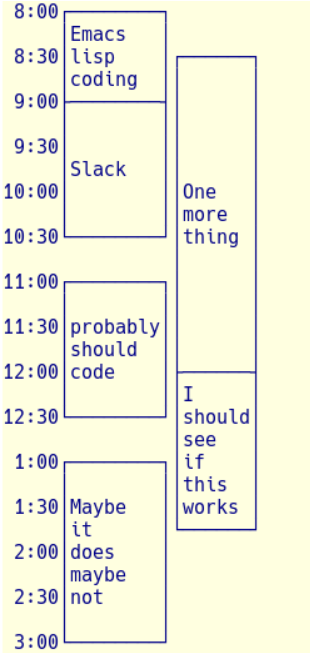 8:00
Emacs
8:30 lisp
coding
9:00
9:30
Slack
10:00 One
more
10:30 thing
11:00
11:30 probably
should
12:00 code
I
12:30 should
see
1:00 if
this
1:30 Maybe works
it
2:00 does
maybe
2:30 not
3:00